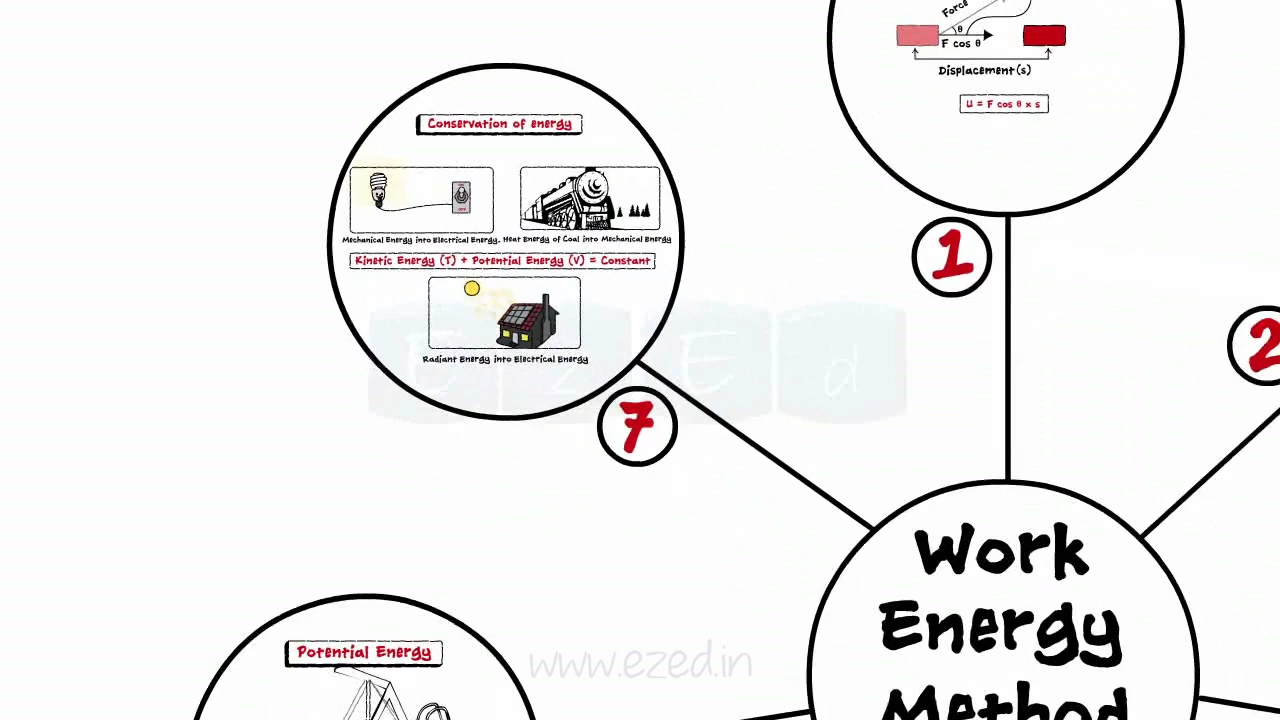 Force
θ
F cos θ
Displacement(s)
U = F cos θ x s
Conservation of energy
Mechanical Energy into Electrical Energy.
Heat Energy of Coal into Mechanical Energy
Kinetic Energy (T) + Potential Energy (V) = Constant
Radiant Energy into Electrical Energy
1
2
7
E z E d
Work
Energy
Method
Potential Energy
www.ezed.in